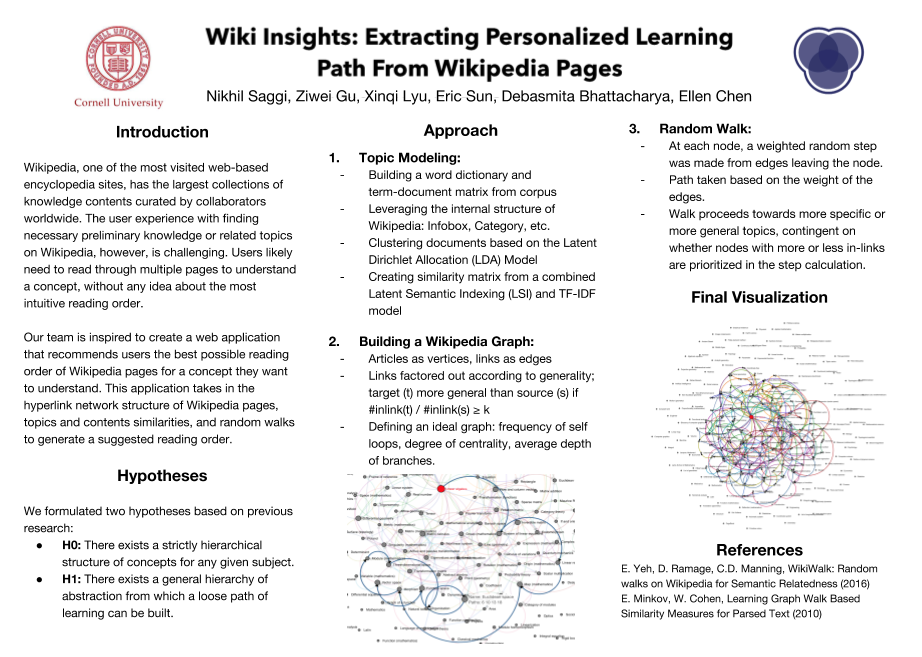 Wiki Insights: Extracting Personalized Learning
Path From Wikipedia Pages
Nikhil Saggi, Ziwei Gu, Xinqi Lyu, Eric Sun, Debasmita Bhattacharya, Ellen Chen
Cornell University
Introduction
Wikipedia, one of the most visited web-based
encyclopedia sites, has the largest collections of
knowledge contents curated by collaborators
worldwide. The user experience with finding
necessary preliminary knowledge or related topics
on Wikipedia, however, is challenging. Users likely
need to read through multiple pages to understand
a concept, without any idea about the most
intuitive reading order.
Our team is inspired to create a web application
that recommends users the best possible reading
order of Wikipedia pages for a concept they want
to understand. This application takes in the
hyperlink network structure of Wikipedia pages,
topics and contents similarities, and random walks
to generate a suggested reading order.
Hypotheses
We formulated two hypotheses based on previous
research:
● H0: There exists a strictly hierarchical
structure of concepts for any given subject.
● H1: There exists a general hierarchy of
abstraction from which a loose path of
learning can be built.
Approach
1. Topic Modeling:
- Building a word dictionary and
term-document matrix from corpus
- Leveraging the internal structure of
Wikipedia: Infobox, Category, etc.
- Clustering documents based on the Latent
Dirichlet Allocation (LDA) Model
- Creating similarity matrix from a combined
Latent Semantic Indexing (LSI) and TF-IDF
model
2. Building a Wikipedia Graph:
- Articles as vertices, links as edges
- Links factored out according to generality;
target (t) more general than source (s) if
#inlink(t) / #inlink(s) ≥ k
- Defining an ideal graph: frequency of self
loops, degree of centrality, average depth
of branches.
3. Random Walk:
- At each node, a weighted random step
was made from edges leaving the node.
- Path taken based on the weight of the
edges.
- Walk proceeds towards more specific or
more general topics, contingent on
whether nodes with more or less in-links
are prioritized in the step calculation.
Final Visualization
References
E. Yeh, D. Ramage, C.D. Manning, WikiWalk: Random
walks on Wikipedia for Semantic Relatedness (2016)
E. Minkov, W. Cohen, Learning Graph Walk Based
Similarity Measures for Parsed Text (2010)